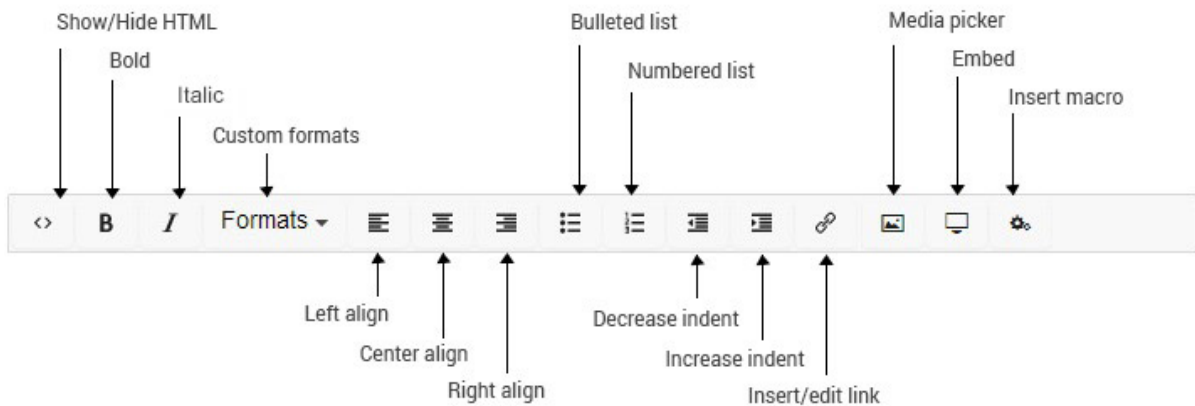 Show/Hide HTML
Bold
Italic
Custom formats
Bulleted list
Numbered list
Media picker
Embed
Insert macro
<> B I Formats
Left align
Center align
Right align
Decrease indent
Increase indent
Insert/edit link